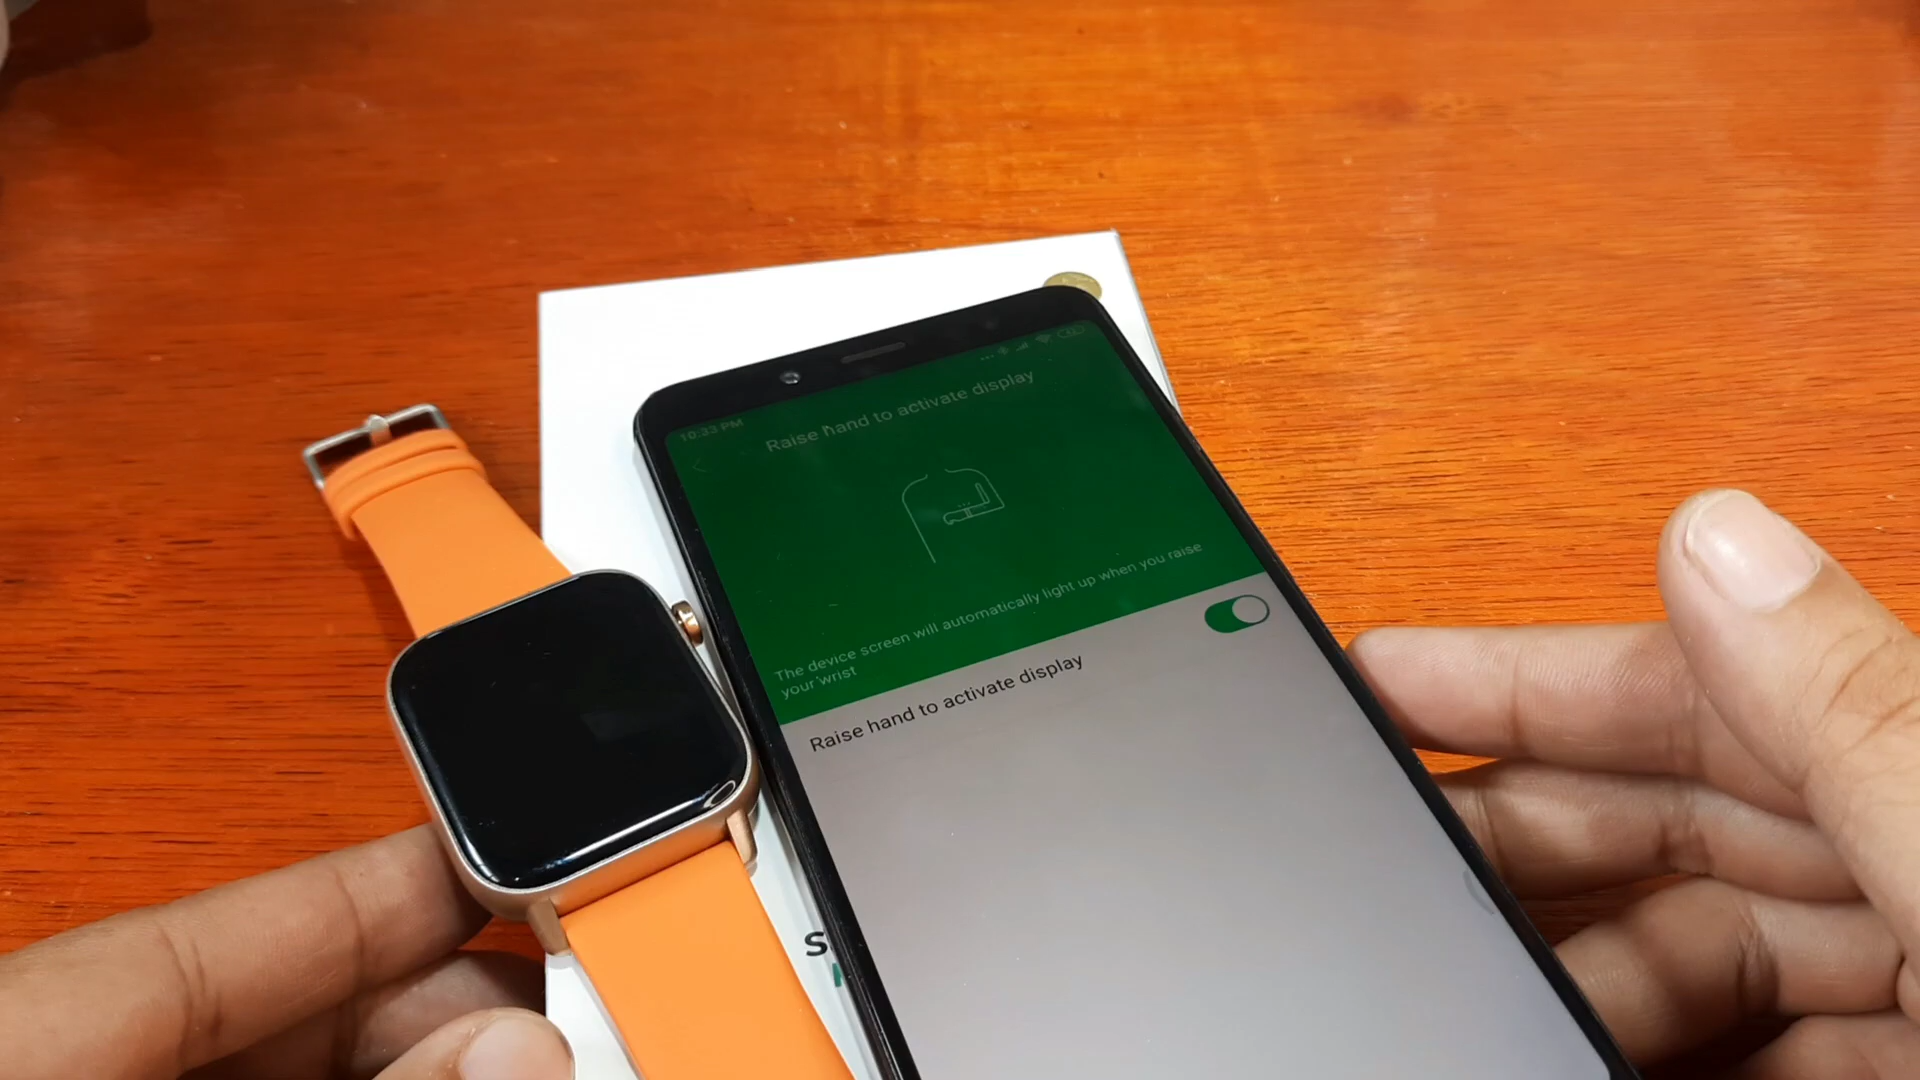 10:33 PM
Raise hand to activate display
The device screen will automatically light up when you raise
your wrist
Raise hand to activate display
S